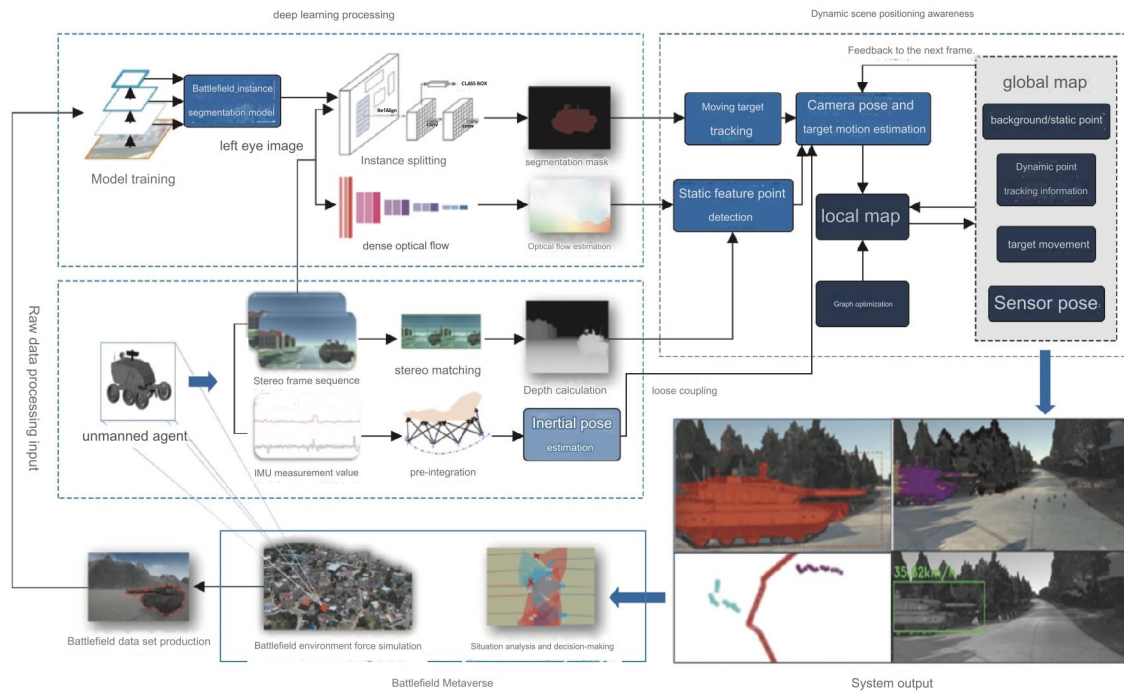 deep learning processing
Dynamic scene positioning awareness
Feedback to the next frame.
global map
background/static point
Dynamic point
tracking information
target movement
Sensor pose
Battlefield instance
segmentation model
left eye image
Model training
CLASS BOX
RoIAlign
conv
conv
Instance splitting
segmentation mask
dense optical flow
Optical flow estimation
Moving target
tracking
Camera pose and
target motion estimation
Static feature point
detection
local map
Graph optimization
Raw data processing input
unmanned agent
Stereo frame sequence
stereo matching
Depth calculation
IMU measurement value
pre-integration
Inertial pose
estimation
loose coupling
35.82km/h
Battlefield data set production
Battlefield environment force simulation
Situation analysis and decision-making
Battlefield Metaverse
System output